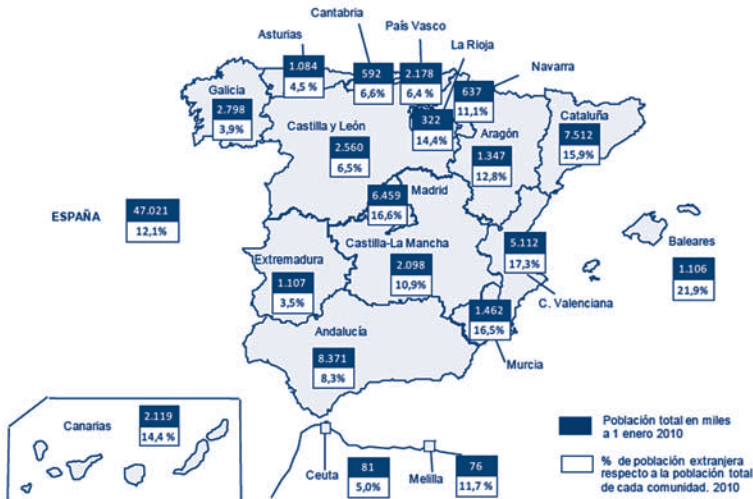 Cantabria
País Vasco
Asturias
La Rioja
Navarra
1.084
4,5 %
592
6,6%
2.178
6,4 %
637
11,1%
Galicia
2.798
3,9%
322
14,4%
Cataluña
7.512
15,9%
Castilla y León
2.560
6,5%
Aragón
1.347
12,8%
Madrid
6.459
16,6%
ESPAÑA
47.021
12,1%
Castilla-La Mancha
2.098
10,9%
5.112
17,3%
C. Valenciana
Baleares
1.106
21,9%
Extremadura
1.107
3,5%
1.462
16,5%
Murcia
Andalucía
8.371
8,3%
Canarias
2.119
14,4 %
Ceuta
81
5,0%
Melilla
76
11,7 %
Población total en miles
a 1 enero 2010
% de población extranjera
respecto a la población total
de cada comunidad. 2010